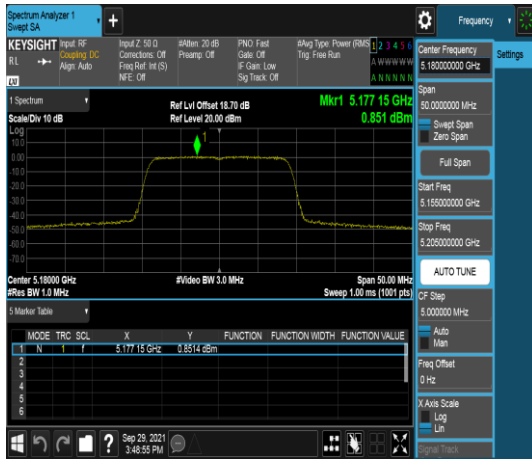 Spectrum Analyzer 1
Swept SA
Frequency
KEYSIGHT
Input: RF
Input Z: 50 Ω
#Atten: 20 dB
PNO: Fast
#Avg Type: Power (RMS
1 2 3 4 5 6
RL
Coupling: DC
Corrections: Off
Preamp: Off
Gate: Off
Trig: Free Run
Align: Auto
Freq Ref: Int (S)
IF Gain: Low
A W W W W W
LXI
NFE: Off
Sig Track: Off
A N N N N N
Center Frequency
5.180000000 GHz
Settings
Span
50.0000000 MHz
Swept Span
Zero Span
Full Span
Start Freq
5.155000000 GHz
Stop Freq
5.205000000 GHz
AUTO TUNE
CF Step
5.000000 MHz
Auto
Man
Freq Offset
0 Hz
X Axis Scale
Log
Lin
Signal Track
1 Spectrum
Ref Lvl Offset 18.70 dB
Mkr1 5.177 15 GHz
Scale/Div 10 dB
Ref Level 20.00 dBm
0.851 dBm
Log
10.0
0.00
-10.0
-20.0
-30.0
-40.0
-50.0
-60.0
-70.0
1
Center 5.18000 GHz
#Video BW 3.0 MHz
Span 50.00 MHz
#Res BW 1.0 MHz
Sweep 1.00 ms (1001 pts)
5 Marker Table
MODE TRC SCL X Y FUNCTION FUNCTION WIDTH FUNCTION VALUE
1 N 1 f 5.177 15 GHz 0.8514 dBm
2
3
4
5
6
Sep 29, 2021
3:48:55 PM